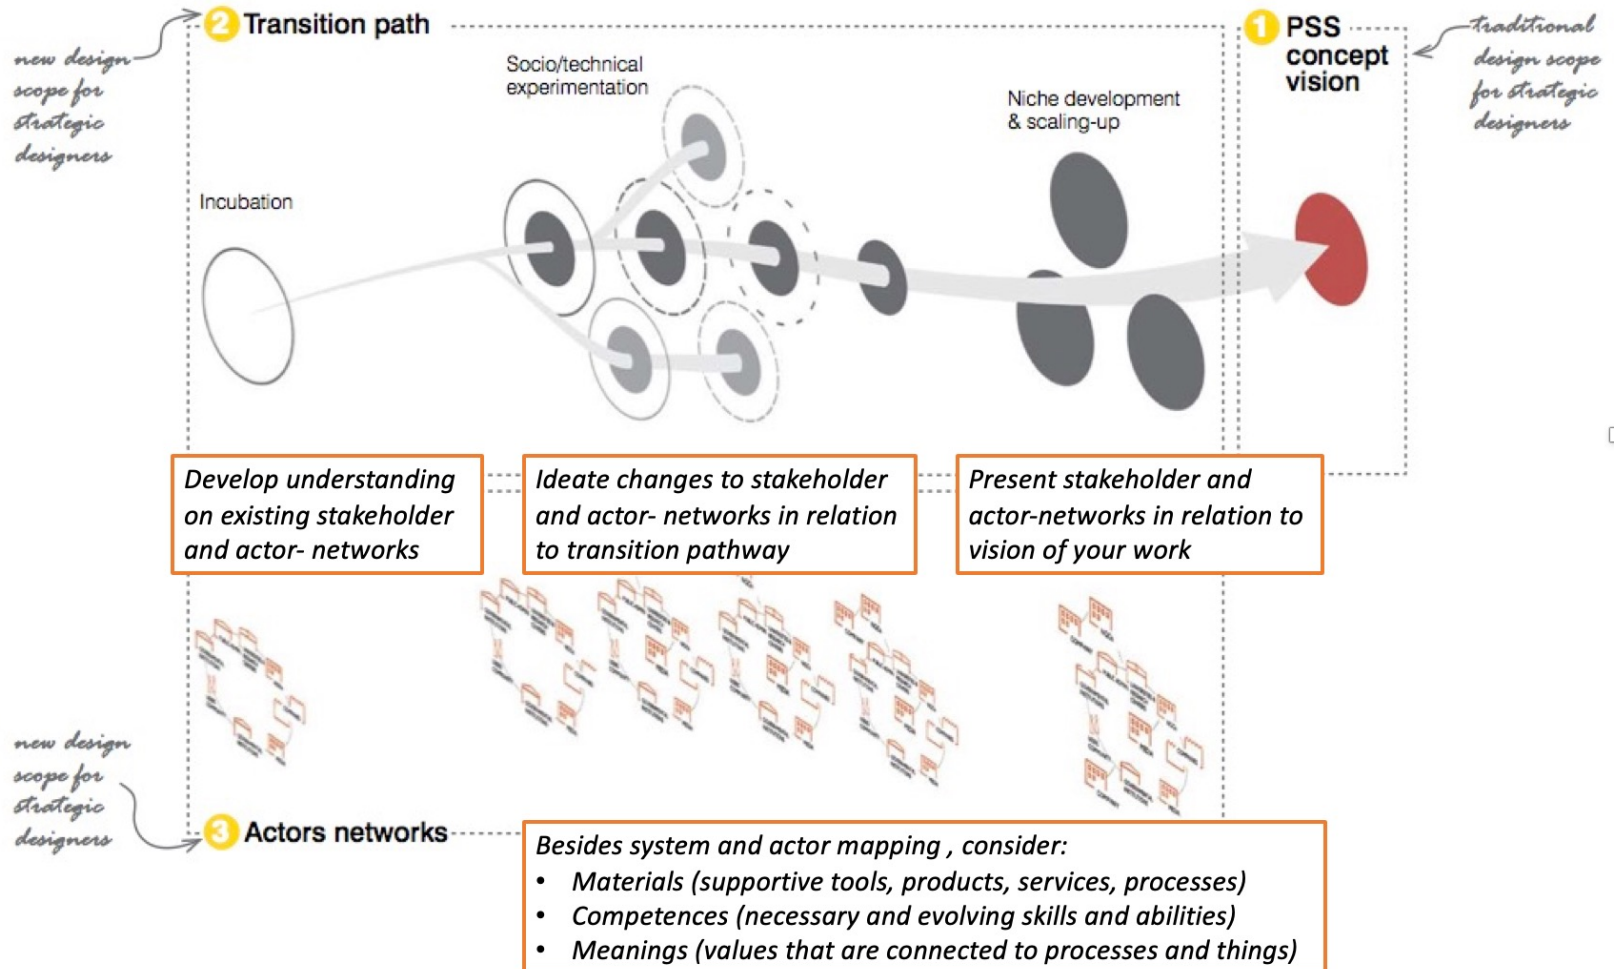 2 Transition path
1 PSS
concept
vision
new design
scope for
strategic
designers
traditional
design scope
for strategic
designers
Socio/technical
experimentation
Niche development
& scaling-up
Incubation
Develop understanding
on existing stakeholder
and actor- networks
Ideate changes to stakeholder
and actor- networks in relation
to transition pathway
Present stakeholder and
actor-networks in relation to
vision of your work
new design
scope for
strategic
designers
3 Actors networks
Besides system and actor mapping , consider:
• Materials (supportive tools, products, services, processes)
• Competences (necessary and evolving skills and abilities)
• Meanings (values that are connected to processes and things)